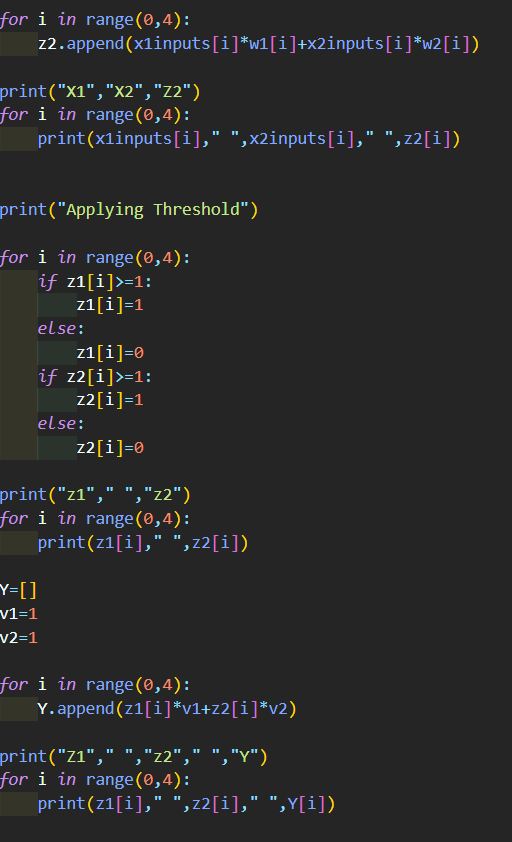 for i in range(0,4):
    z2.append(x1inputs[i]*w1[i]+x2inputs[i]*w2[i])

print("X1","X2","Z2")
for i in range(0,4):
    print(x1inputs[i]," ",x2inputs[i]," ",z2[i])


print("Applying Threshold")

for i in range(0,4):
    if z1[i]>=1:
        z1[i]=1
    else:
        z1[i]=0
    if z2[i]>=1:
        z2[i]=1
    else:
        z2[i]=0

print("z1"," ","z2")
for i in range(0,4):
    print(z1[i]," ",z2[i])

Y=[]
v1=1
v2=1

for i in range(0,4):
    Y.append(z1[i]*v1+z2[i]*v2)

print("Z1"," ","z2"," ","Y")
for i in range(0,4):
    print(z1[i]," ",z2[i]," ",Y[i])